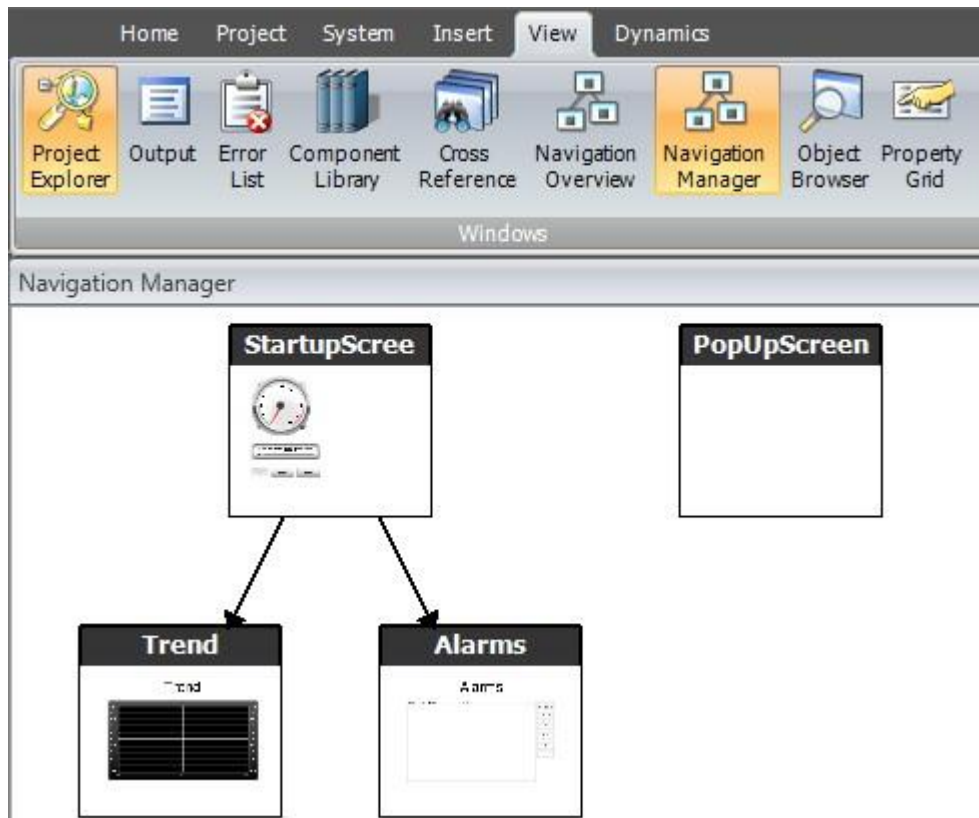 Home Project System Insert View Dynamics
Project Explorer
Output
Error List
Component Library
Cross Reference
Navigation Overview
Navigation Manager
Object Browser
Property Grid
Windows
Navigation Manager
StartupScree
PopUpScreen
Trend
Alarms
Trend
Alarms